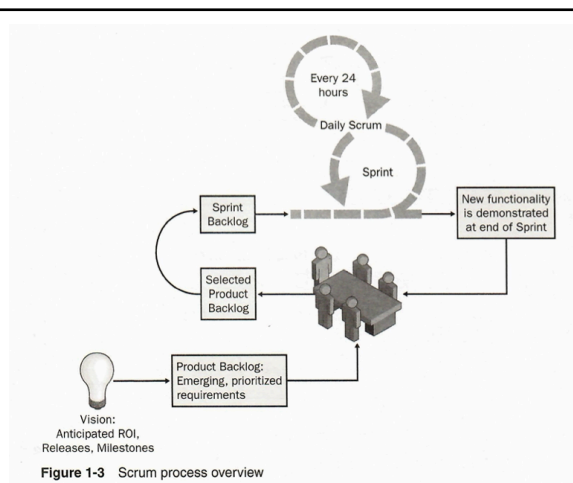 Every 24
hours
Daily Scrum
Sprint
Sprint
Backlog
New functionality
is demonstrated
at end of Sprint
Selected
Product
Backlog
Product Backlog:
Emerging, prioritized
requirements
Vision:
Anticipated ROI,
Releases, Milestones
Figure 1-3 Scrum process overview